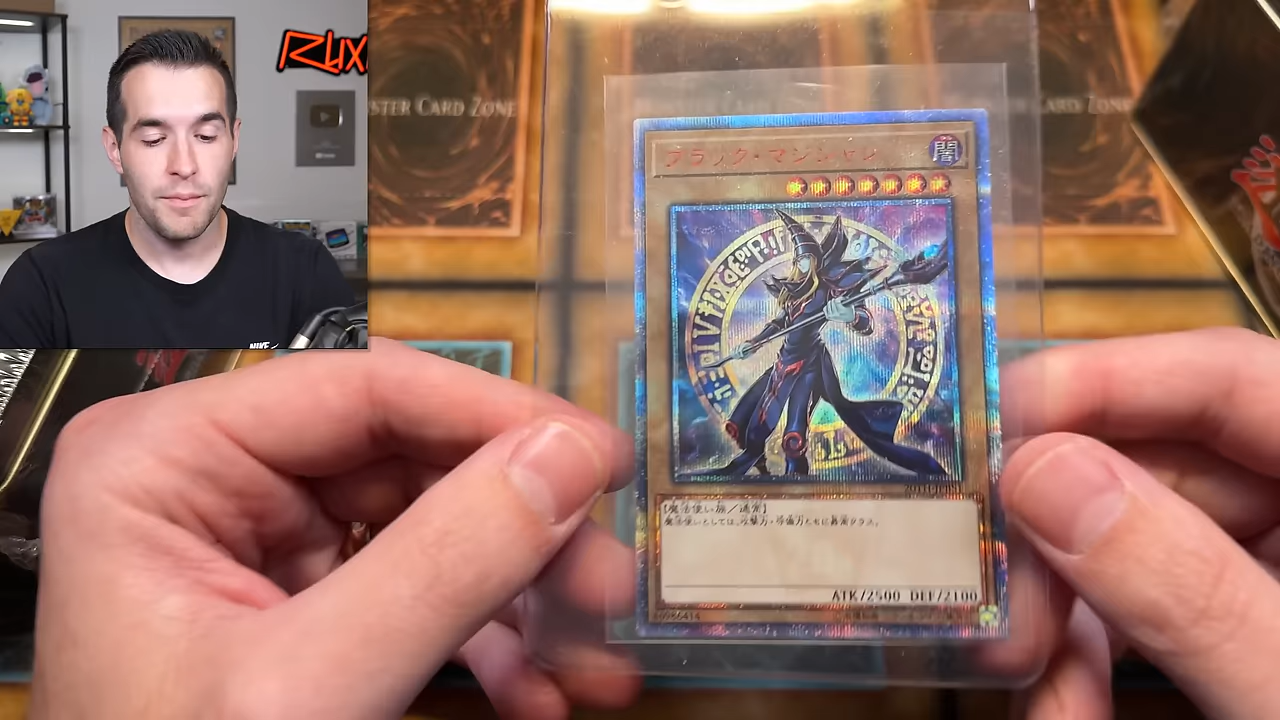 RUX
STER CARD ZONE
CARD ZONE
ブラック・マジシャン
闇
【魔法使い族／通常】
魔法使いとしては、攻撃力・守備力ともに最高クラス。
ATK/2500 DEF/2100
NIKE